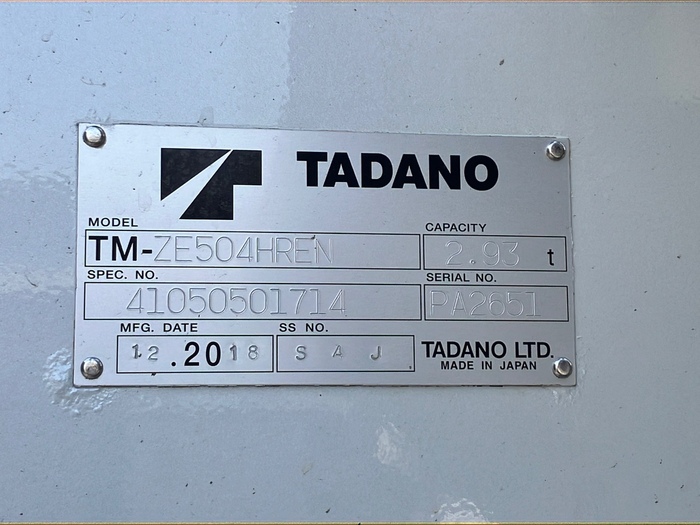 TADANO
MODEL
TM-ZE504HREN
CAPACITY
2.93 t
SPEC. NO.
41050501714
SERIAL NO.
PA2651
MFG. DATE
12.2018
SS NO.
S A J
TADANO LTD.
MADE IN JAPAN